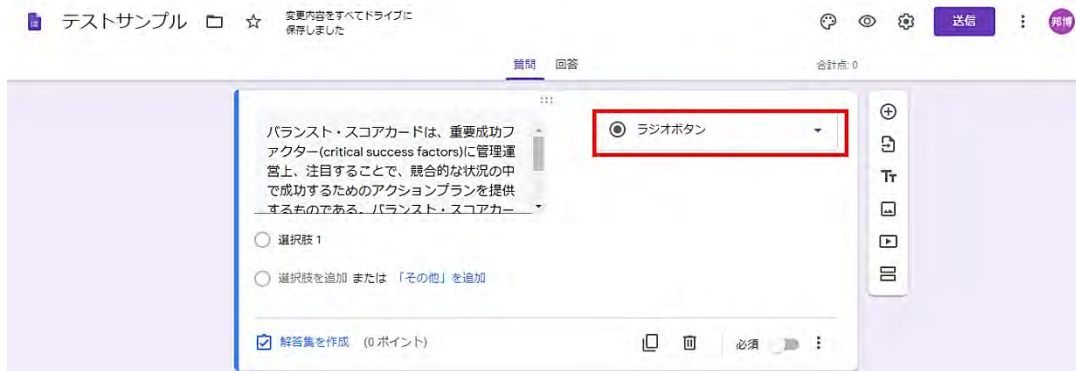 テストサンプル
変更内容をすべてドライブに
保存しました
送信
邦博
質問 回答
合計点: 0
バランスト・スコアカードは、重要成功フ
ァクター(critical success factors)に管理運
営上、注目することで、競合的な状況の中
で成功するためのアクションプランを提供
するものである。バランスト・スコアカー
ラジオボタン
Tт
選択肢 1
選択肢を追加 または 「その他」を追加
解答集を作成 (0 ポイント)
必須